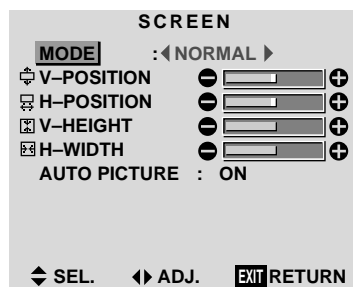 SCREEN
MODE : NORMAL
V–POSITION
H–POSITION
V–HEIGHT
H–WIDTH
AUTO PICTURE : ON
SEL. ADJ. EXIT RETURN